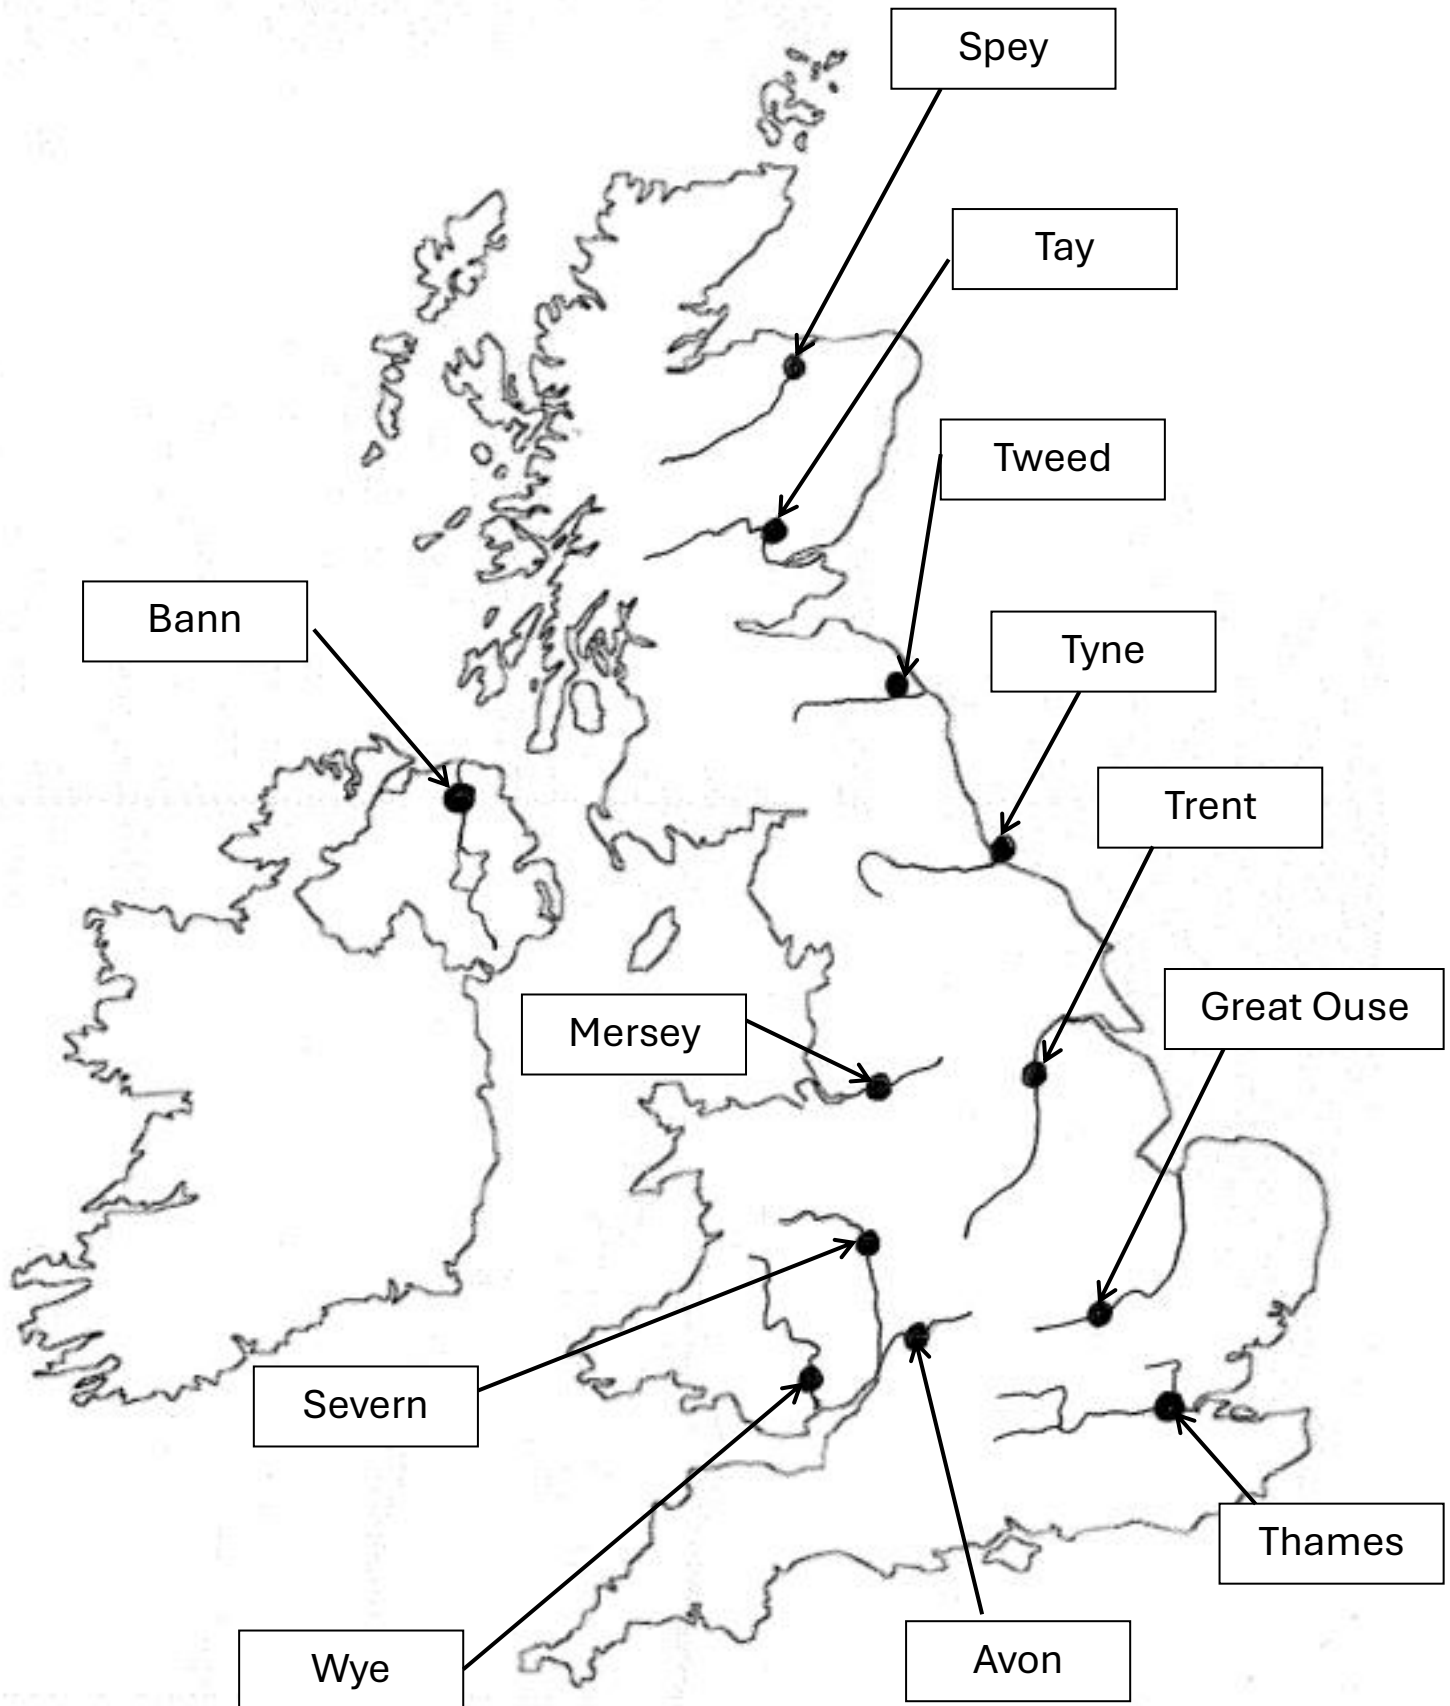 Spey
Tay
Tweed
Bann
Tyne
Trent
Great Ouse
Mersey
Severn
Thames
Wye
Avon